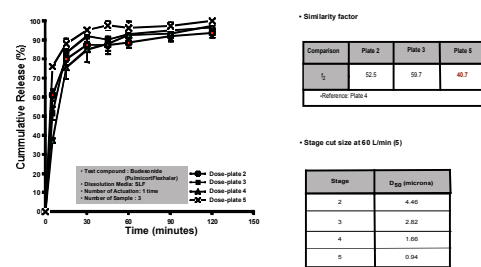 • Similarity factor
Comparison Plate 2 Plate 3 Plate 5
f2 52.5 59.7 40.7
•Reference: Plate 4
• Stage cut size at 60 L/min (5)
Stage D50 (microns)
2 4.46
3 2.82
4 1.66
5 0.94
Cummulative Release (%)
100
90
80
70
60
50
40
30
20
10
0
0 30 60 90 120 150
Time (minutes)
• Test compound : Budesonide
(PulmicortFlexhaler)
• Dissolution Media: SLF
• Number of Actuation: 1 time
• Number of Sample : 3
Dose-plate 2
Dose-plate 3
Dose-plate 4
Dose-plate 5